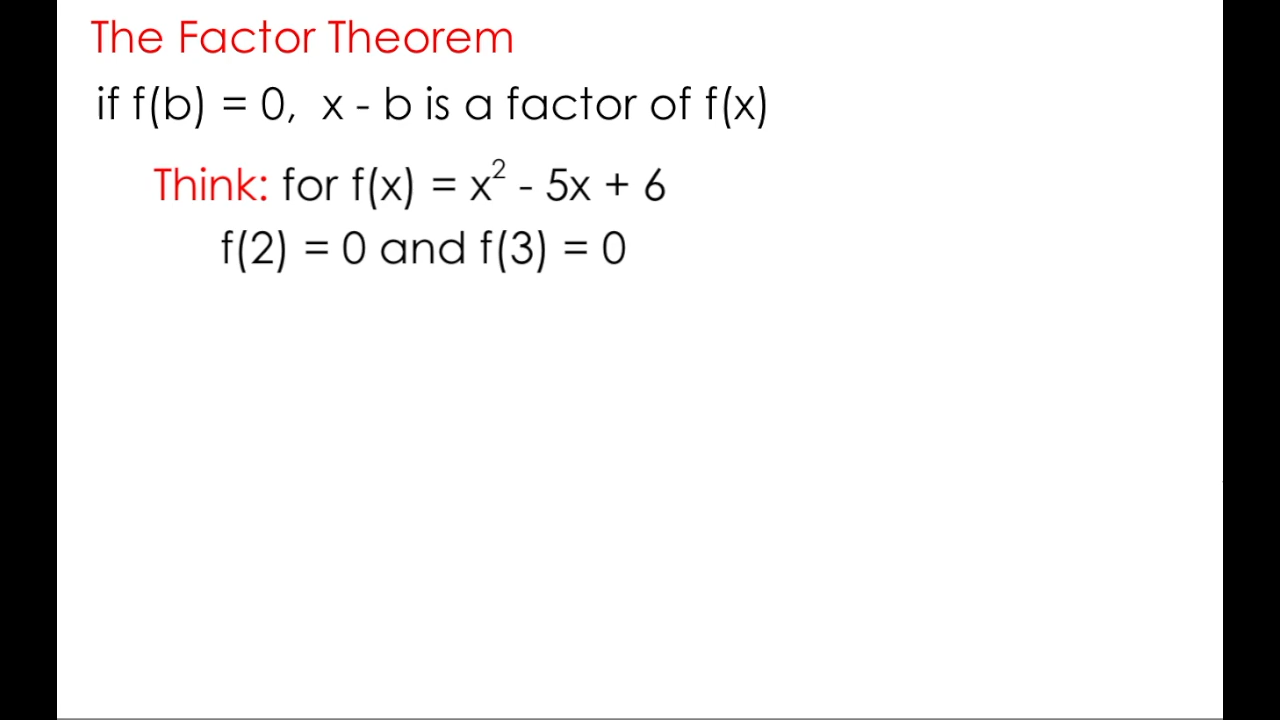 The Factor Theorem
if f(b) = 0, x - b is a factor of f(x)
Think: for f(x) = x² - 5x + 6
f(2) = 0 and f(3) = 0